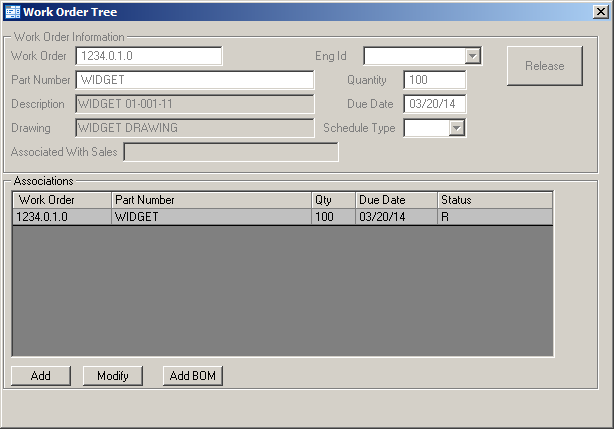 Work Order Tree
Work Order Information
Work Order 1234.0.1.0 Eng Id Release
Part Number WIDGET Quantity 100
Description WIDGET 01-001-11 Due Date 03/20/14
Drawing WIDGET DRAWING Schedule Type
Associated With Sales
Associations
Work Order Part Number Qty Due Date Status
1234.0.1.0 WIDGET 100 03/20/14 R
Add Modify Add BOM